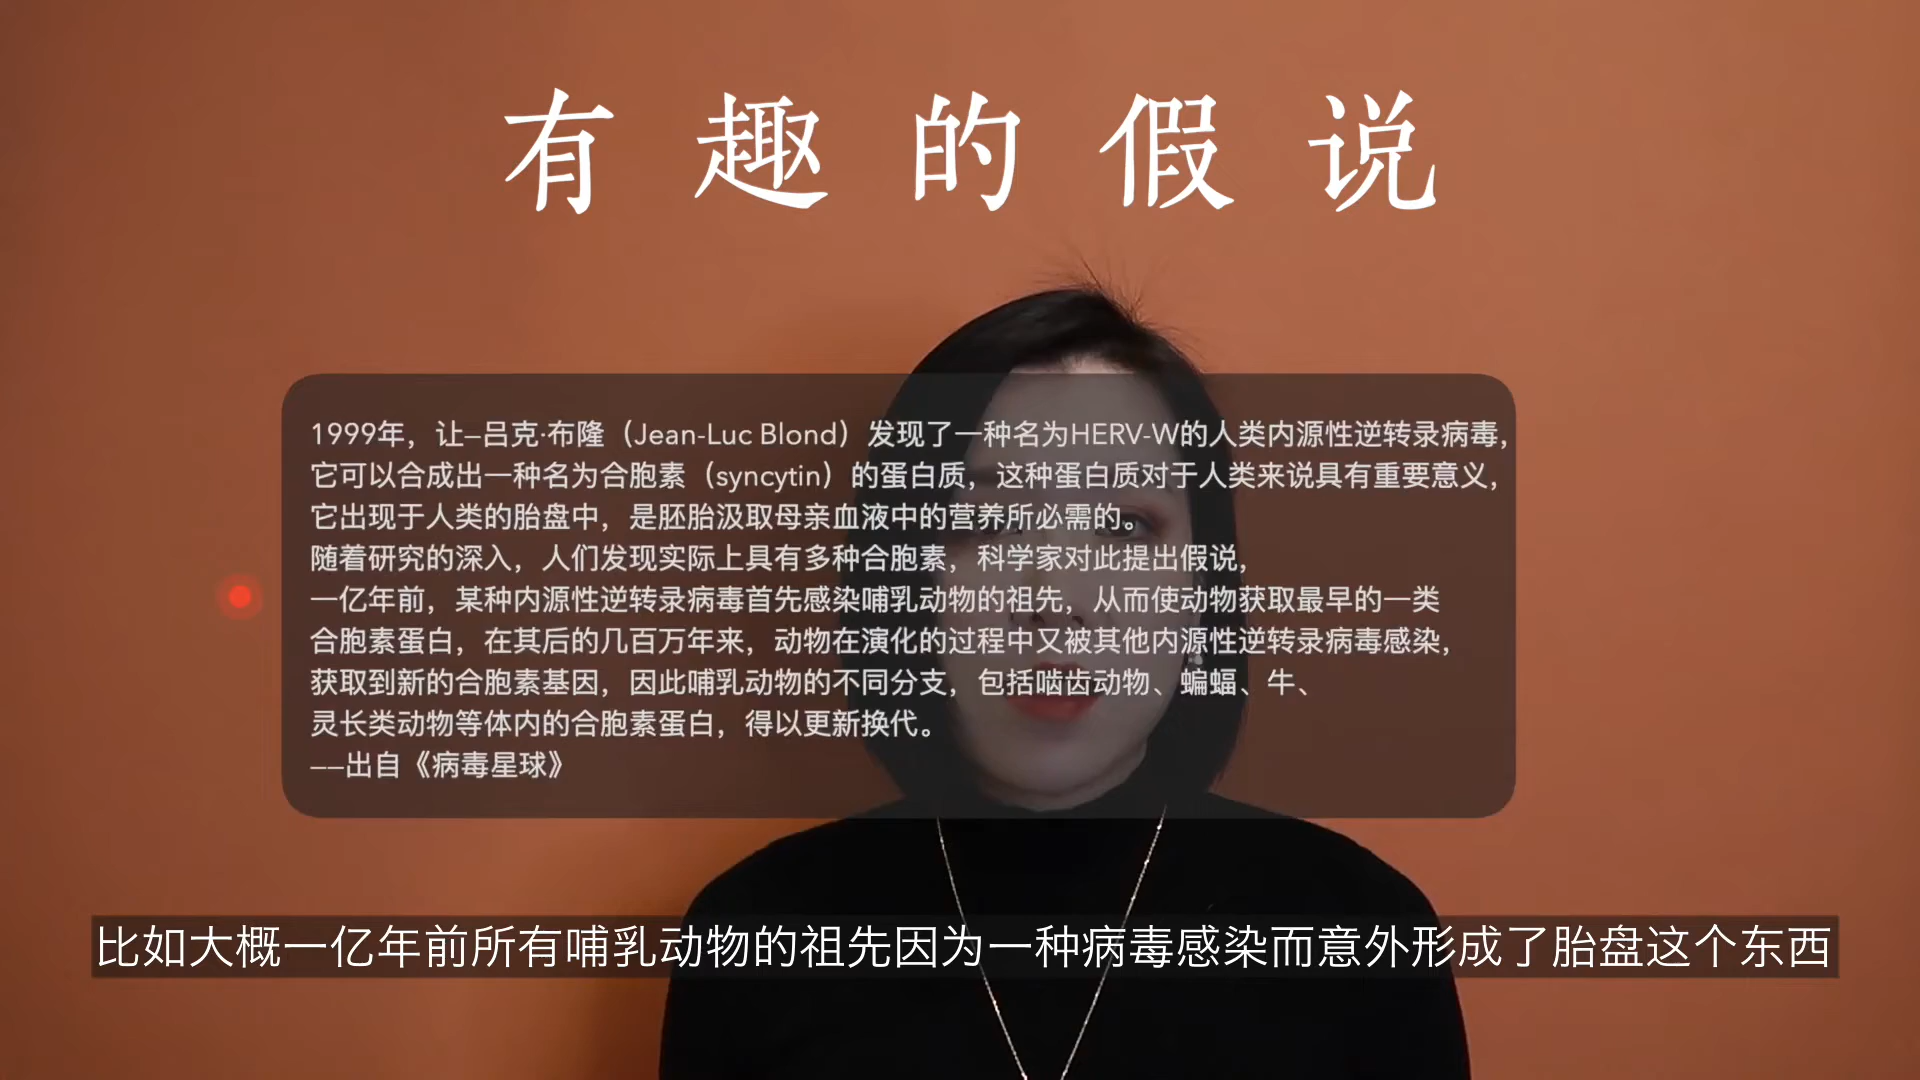 有趣的假说
1999年，让–吕克·布隆（Jean-Luc Blond）发现了一种名为HERV-W的人类内源性逆转录病毒，
它可以合成出一种名为合胞素（syncytin）的蛋白质，这种蛋白质对于人类来说具有重要意义，
它出现于人类的胎盘中，是胚胎汲取母亲血液中的营养所必需的。
随着研究的深入，人们发现实际上具有多种合胞素，科学家对此提出假说，
一亿年前，某种内源性逆转录病毒首先感染哺乳动物的祖先，从而使动物获取最早的一类
合胞素蛋白，在其后的几百万年来，动物在演化的过程中又被其他内源性逆转录病毒感染，
获取到新的合胞素基因，因此哺乳动物的不同分支，包括啮齿动物、蝙蝠、牛、
灵长类动物等体内的合胞素蛋白，得以更新换代。
——出自《病毒星球》
比如大概一亿年前所有哺乳动物的祖先因为一种病毒感染而意外形成了胎盘这个东西